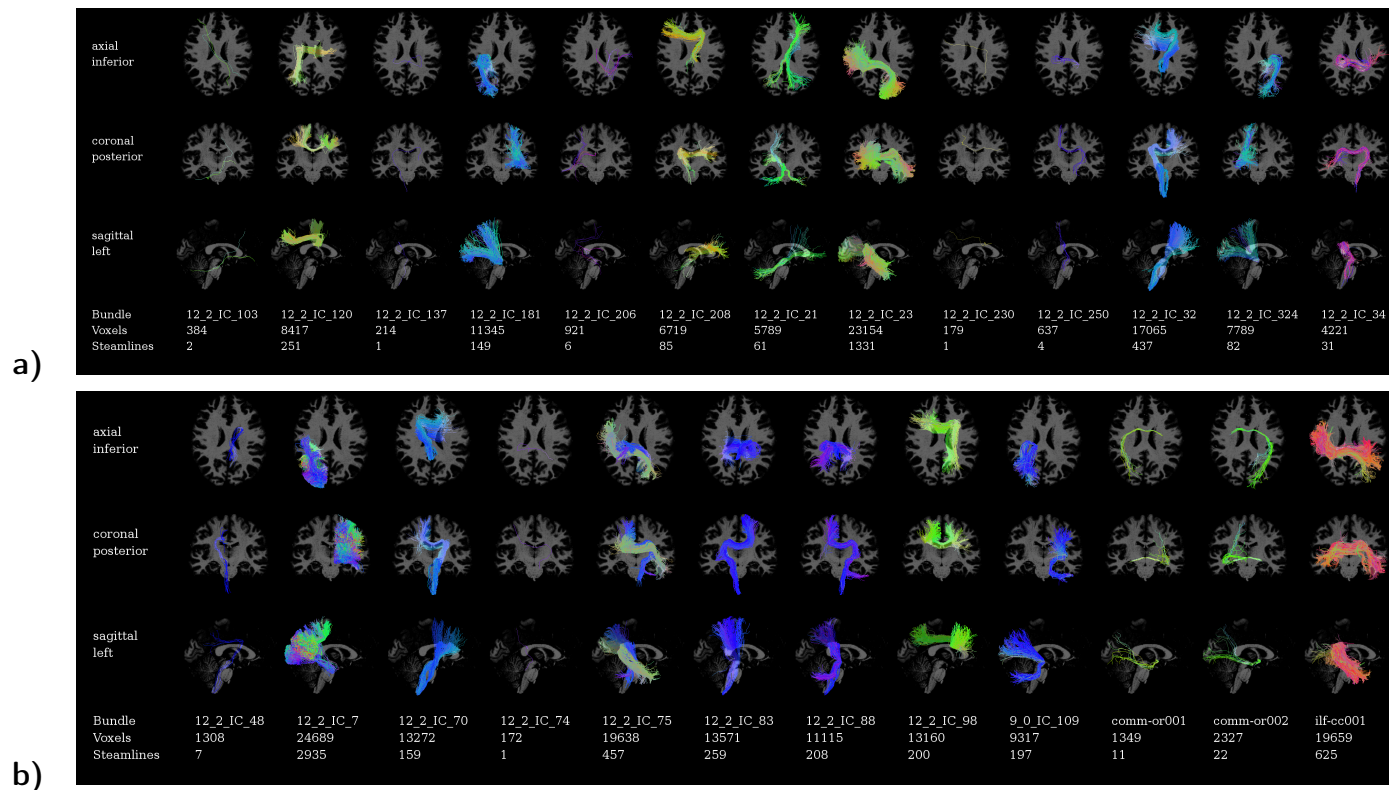 axial
inferior
coronal
posterior
sagittal
left
Bundle 12_2_IC_103 12_2_IC_120 12_2_IC_137 12_2_IC_181 12_2_IC_206 12_2_IC_208 12_2_IC_21 12_2_IC_23 12_2_IC_230 12_2_IC_250 12_2_IC_32 12_2_IC_324 12_2_IC_34
Voxels 384 8417 214 11345 921 6719 5789 23154 179 637 17065 7789 4221
Steamlines 2 251 1 149 6 85 61 1331 1 4 437 82 31
a)
axial
inferior
coronal
posterior
sagittal
left
Bundle 12_2_IC_48 12_2_IC_7 12_2_IC_70 12_2_IC_74 12_2_IC_75 12_2_IC_83 12_2_IC_88 12_2_IC_98 9_0_IC_109 comm-or001 comm-or002 ilf-cc001
Voxels 1308 24689 13272 172 19638 13571 11115 13160 9317 1349 2327 19659
Steamlines 7 2935 159 1 457 259 208 200 197 11 22 625
b)